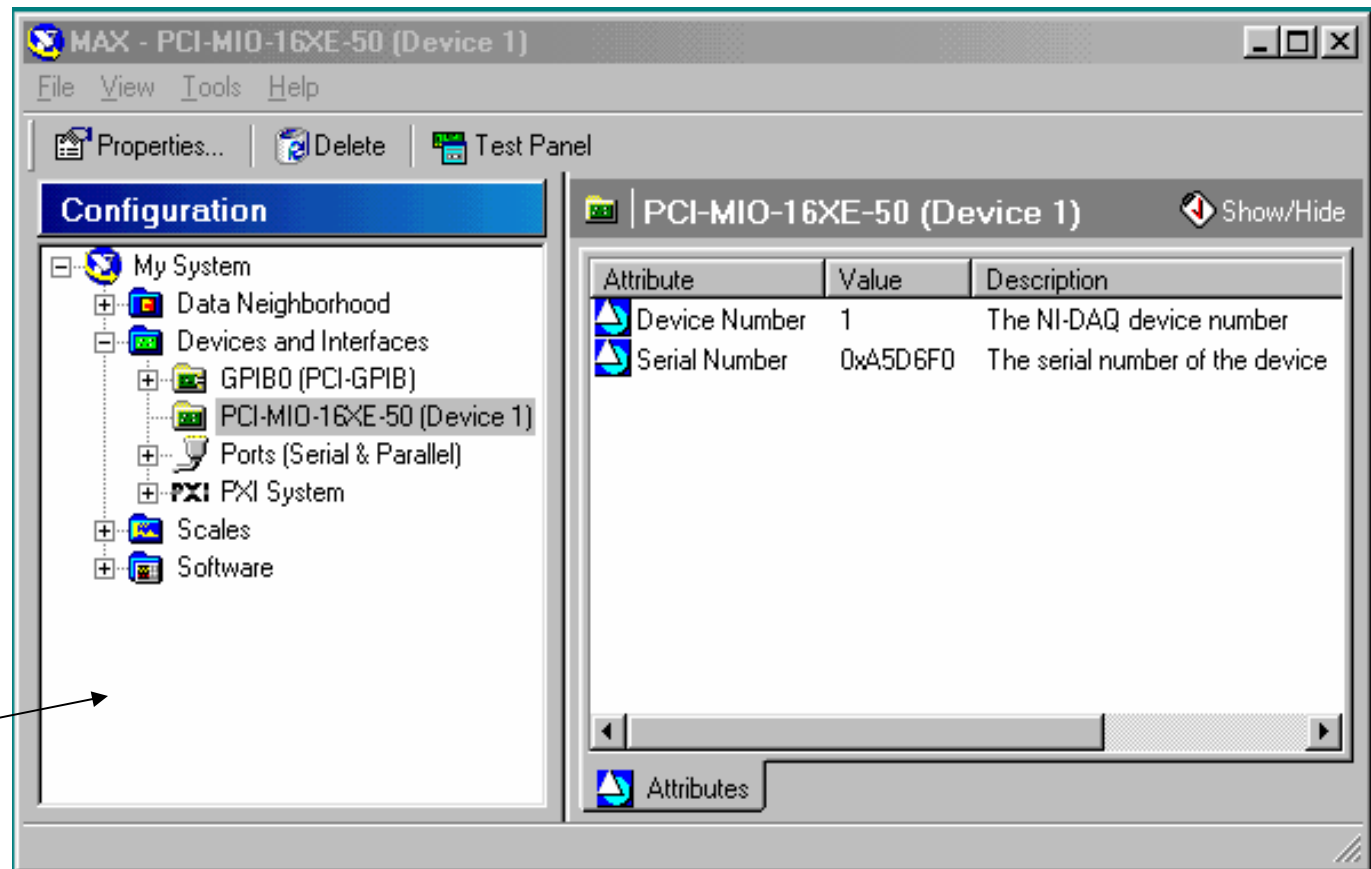 MAX - PCI-MIO-16XE-50 (Device 1)
File View Tools Help
Properties... Delete Test Panel
Configuration
My System
Data Neighborhood
Devices and Interfaces
GPIB0 (PCI-GPIB)
PCI-MIO-16XE-50 (Device 1)
Ports (Serial & Parallel)
PXI PXI System
Scales
Software
PCI-MIO-16XE-50 (Device 1) Show/Hide
Attribute Value Description
Device Number 1 The NI-DAQ device number
Serial Number 0xA5D6F0 The serial number of the device
Attributes